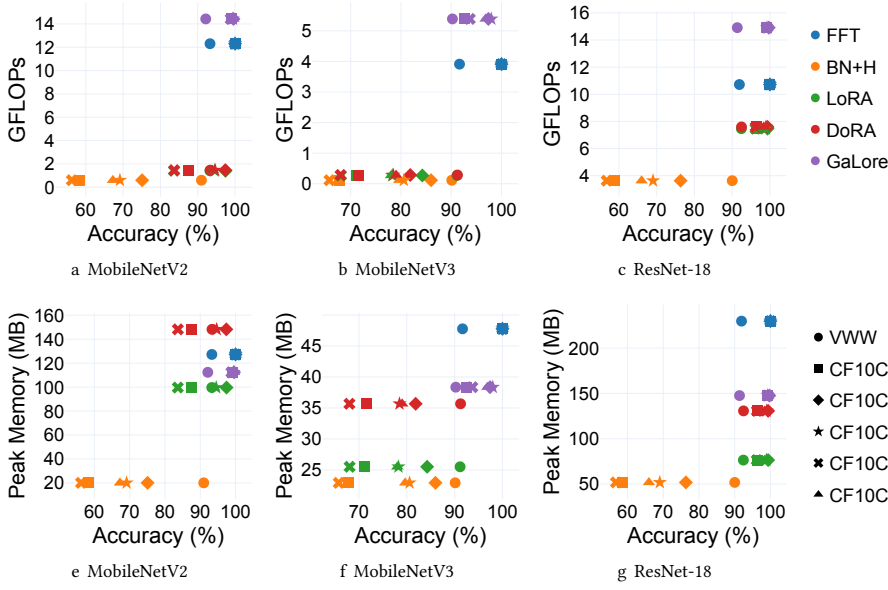 GFLOPs
14
12
10
8
6
4
2
0
60
70
80
90
100
Accuracy (%)
a MobileNetV2
GFLOPs
5
4
3
2
1
0
70
80
90
100
Accuracy (%)
b MobileNetV3
GFLOPs
16
14
12
10
8
6
4
60
70
80
90
100
Accuracy (%)
c ResNet-18
FFT
BN+H
LoRA
DoRA
GaLore
Peak Memory (MB)
160
140
120
100
80
60
40
20
60
70
80
90
100
Accuracy (%)
e MobileNetV2
Peak Memory (MB)
45
40
35
30
25
70
80
90
100
Accuracy (%)
f MobileNetV3
Peak Memory (MB)
200
150
100
50
60
70
80
90
100
Accuracy (%)
g ResNet-18
VWW
CF10C
CF10C
CF10C
CF10C
CF10C